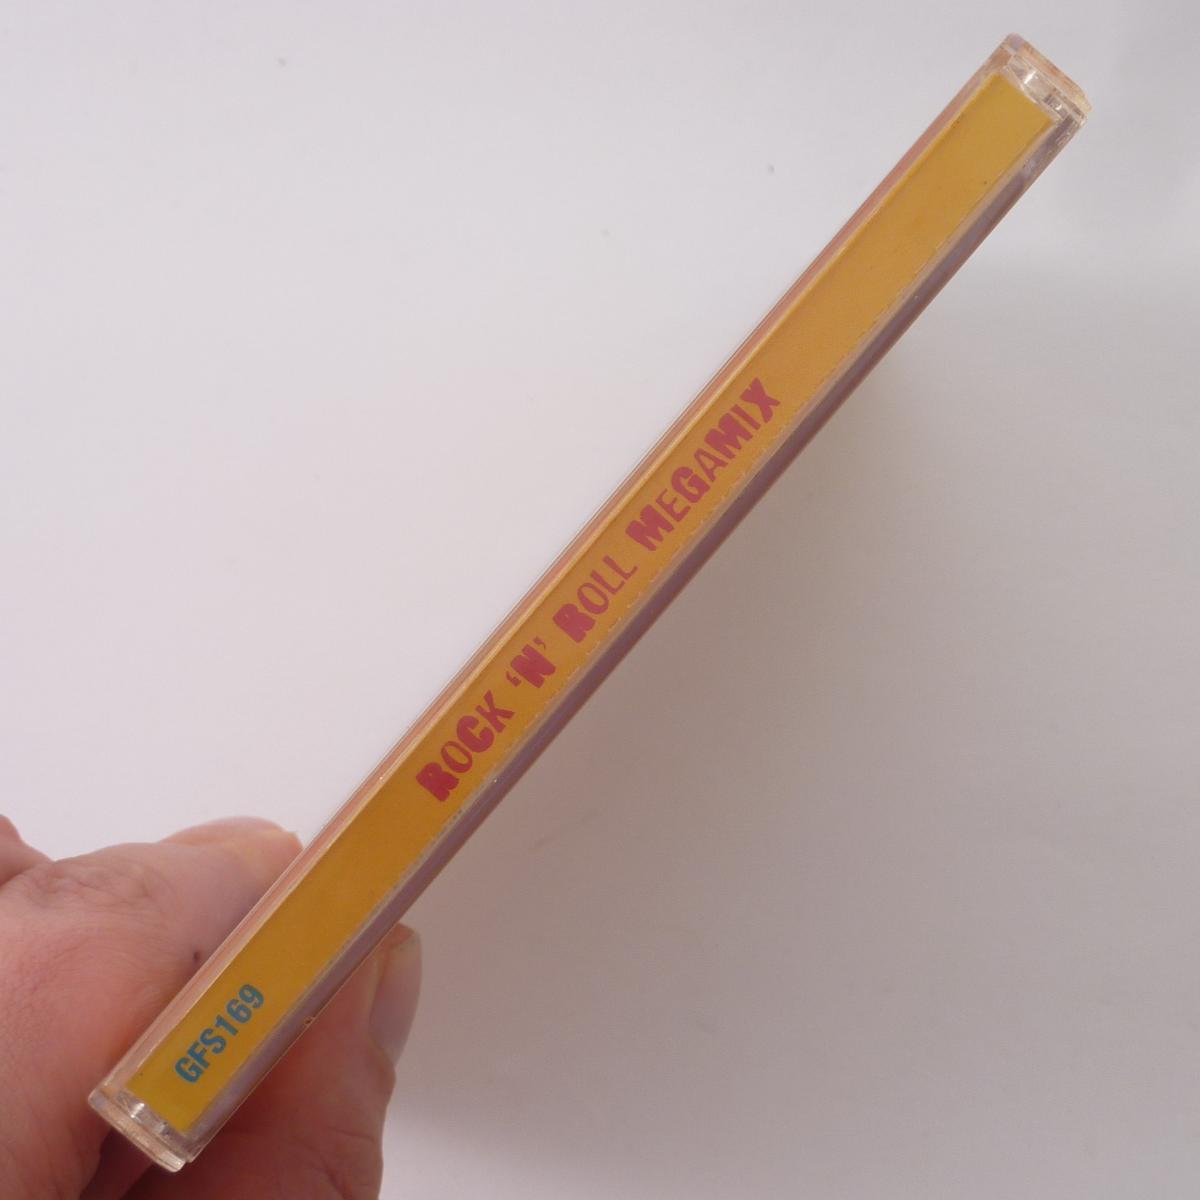 GFS169
ROCK ‘N’ ROLL MEGAMIX